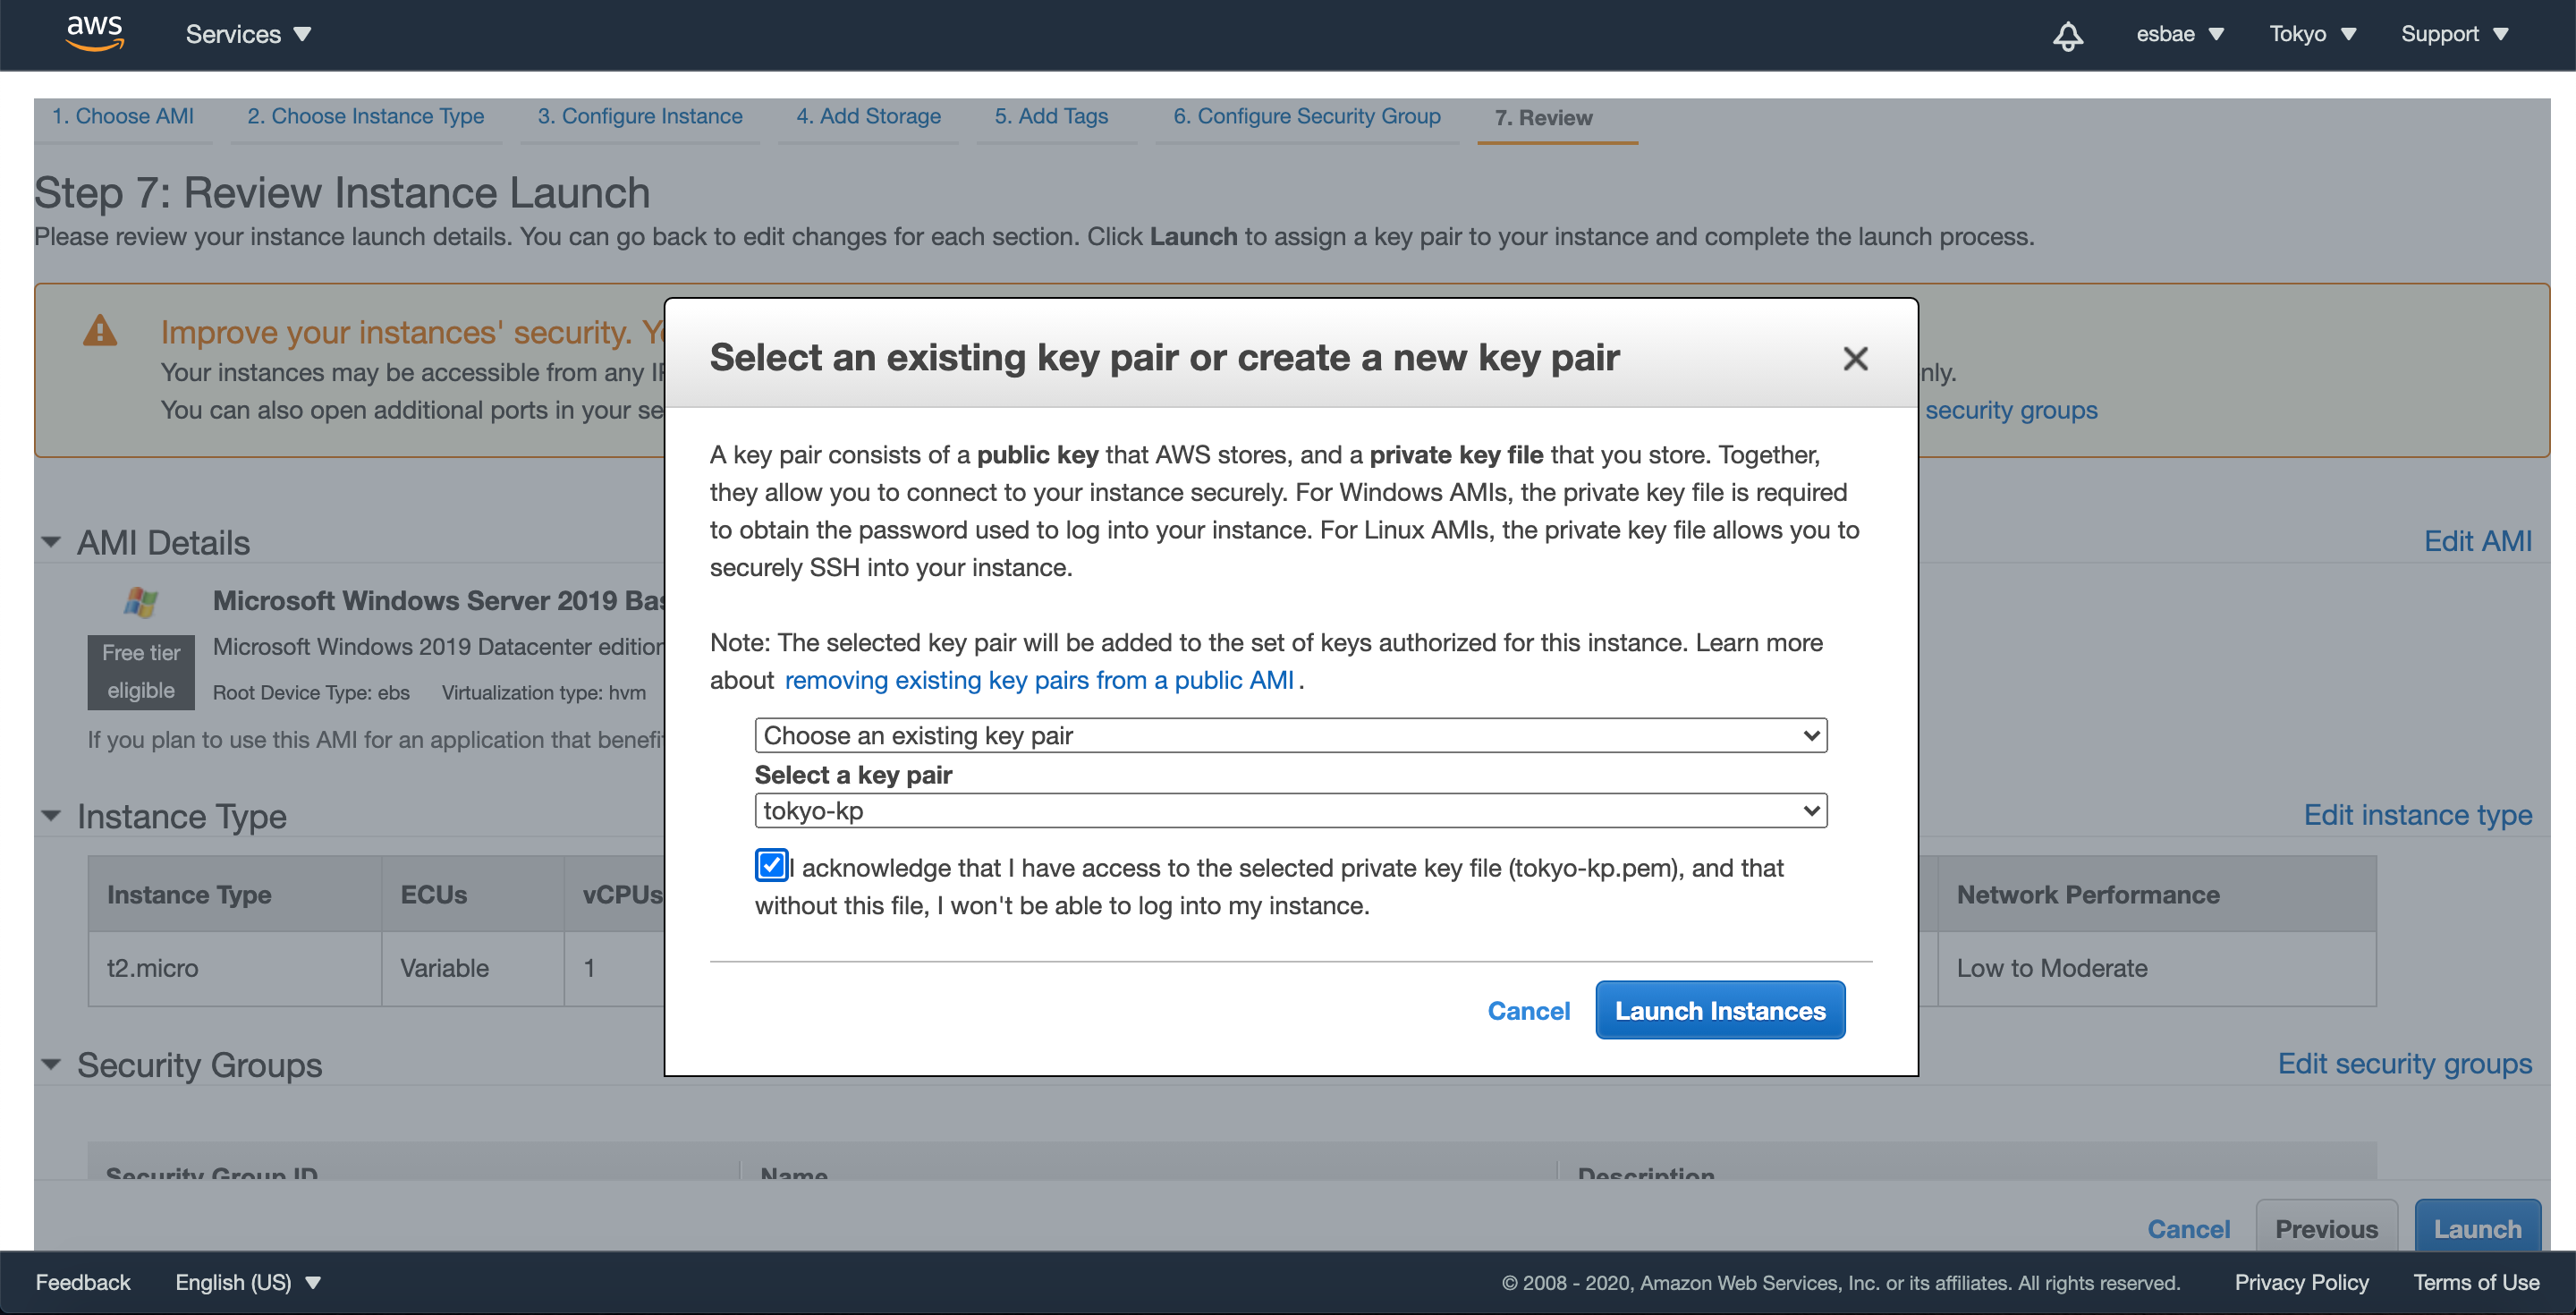 aws
Services
esbae
Tokyo
Support
1. Choose AMI
2. Choose Instance Type
3. Configure Instance
4. Add Storage
5. Add Tags
6. Configure Security Group
7. Review
Step 7: Review Instance Launch
Please review your instance launch details. You can go back to edit changes for each section. Click Launch to assign a key pair to your instance and complete the launch process.
Improve your instances' security.
Your instances may be accessible from any
nly.
You can also open additional ports in your
security groups
AMI Details
Edit AMI
Microsoft Windows Server 2019
Free tier
eligible
Microsoft Windows 2019 Datacenter edition
Root Device Type: ebs
Virtualization type: hvm
If you plan to use this AMI for an application that
Instance Type
Edit instance type
Instance Type
ECUs
vCPUs
Network Performance
t2.micro
Variable
1
Low to Moderate
Security Groups
Edit security groups
Security Group ID
Name
Description
Select an existing key pair or create a new key pair
A key pair consists of a public key that AWS stores, and a private key file that you store. Together,
they allow you to connect to your instance securely. For Windows AMIs, the private key file is required
to obtain the password used to log into your instance. For Linux AMIs, the private key file allows you to
securely SSH into your instance.
Note: The selected key pair will be added to the set of keys authorized for this instance. Learn more
about removing existing key pairs from a public AMI .
Choose an existing key pair
Select a key pair
tokyo-kp
I acknowledge that I have access to the selected private key file (tokyo-kp.pem), and that
without this file, I won't be able to log into my instance.
Cancel
Launch Instances
Cancel
Previous
Launch
Feedback
English (US)
© 2008 - 2020, Amazon Web Services, Inc. or its affiliates. All rights reserved.
Privacy Policy
Terms of Use